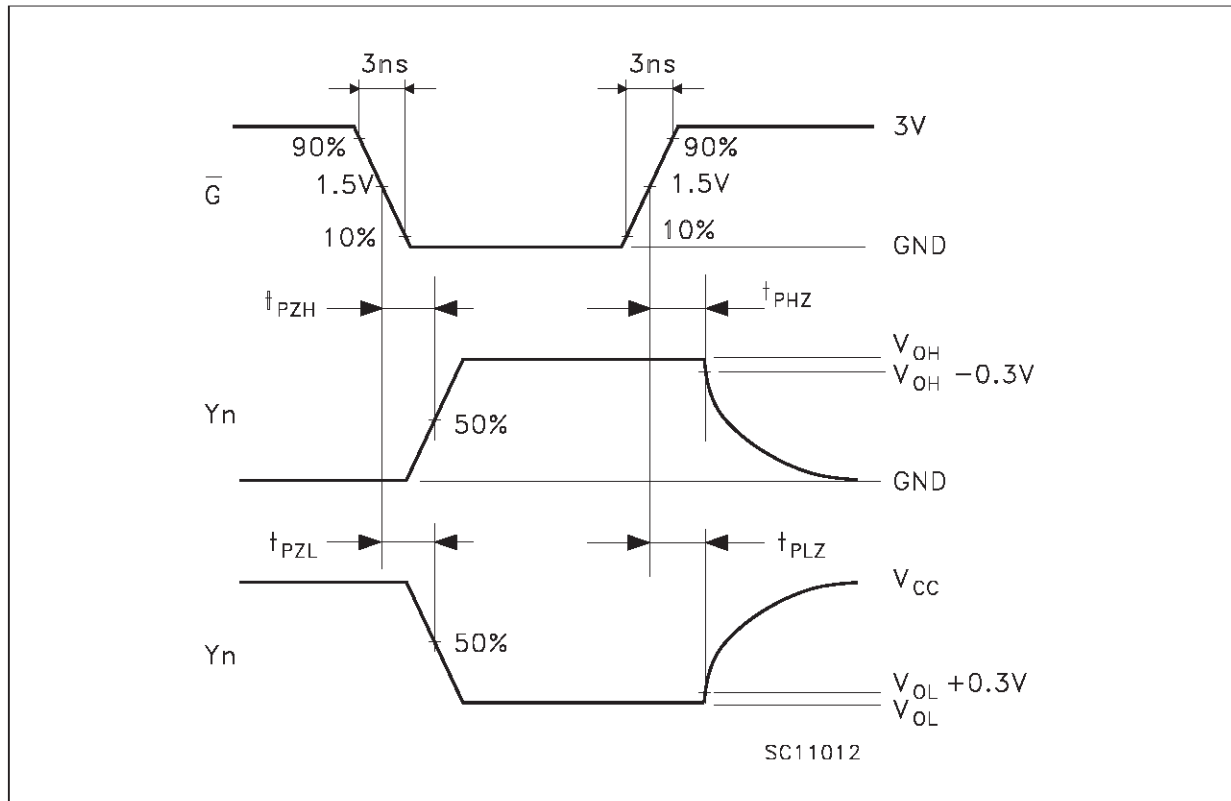 3ns 3ns
3V
90% 90%
G̅ 1.5V 1.5V
10% 10%
GND
tPZH tPHZ
VOH
VOH −0.3V
Yn 50%
GND
tPZL tPLZ
VCC
50%
Yn
VOL +0.3V
VOL
SC11012